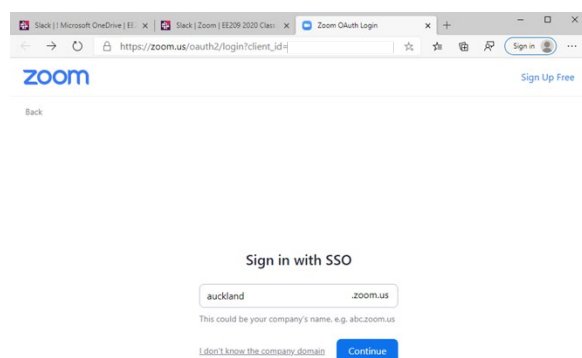 Slack | ! Microsoft OneDrive | EE
Slack | Zoom | EE209 2020 Class
Zoom OAuth Login
https://zoom.us/oauth2/login?client_id=
Sign in
zoom
Sign Up Free
Back
Sign in with SSO
auckland
.zoom.us
This could be your company's name. e.g. abc.zoom.us
I don't know the company domain
Continue